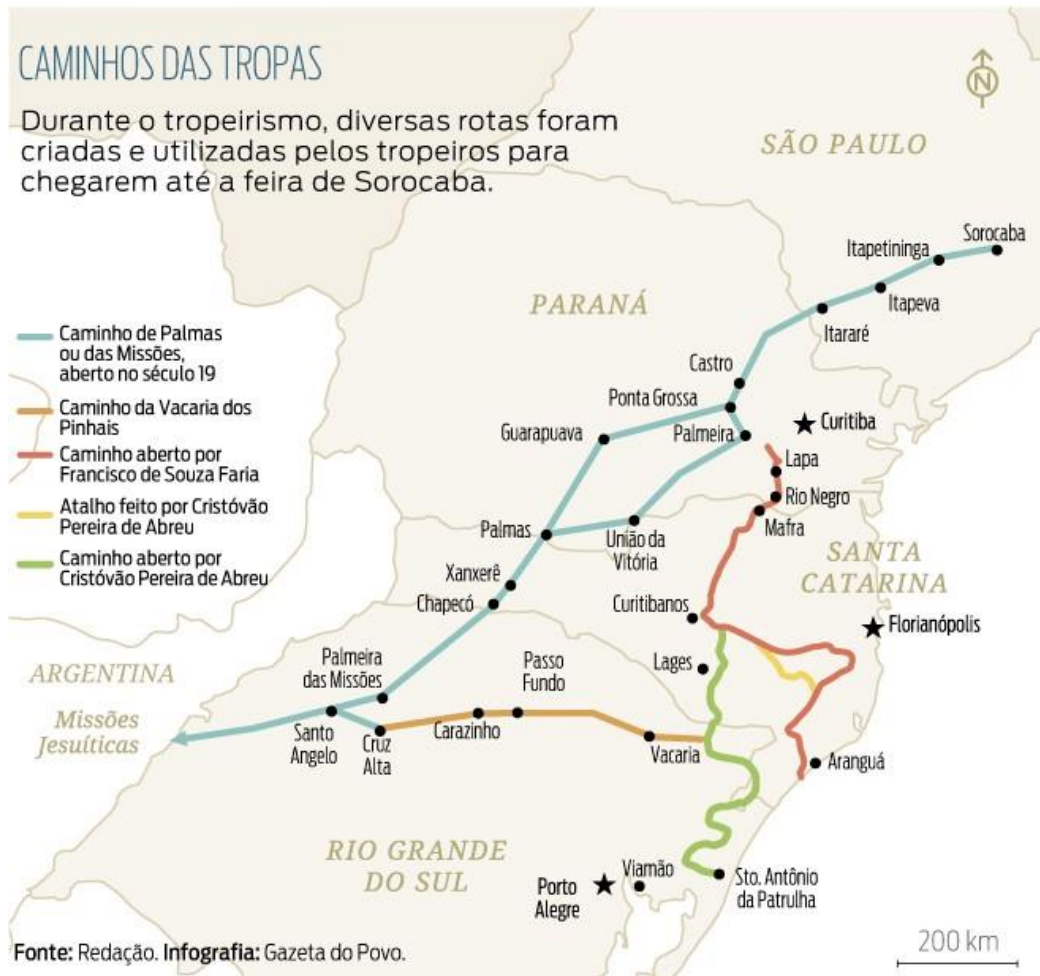 CAMINHOS DAS TROPAS
Durante o tropeirismo, diversas rotas foram
criadas e utilizadas pelos tropeiros para
chegarem até a feira de Sorocaba.
N
SÃO PAULO
Sorocaba
Itapetininga
Itapeva
Itararé
PARANÁ
Caminho de Palmas
ou das Missões,
aberto no século 19
Caminho da Vacaria dos
Pinhais
Caminho aberto por
Francisco de Souza Faria
Atalho feito por Cristóvão
Pereira de Abreu
Caminho aberto por
Cristóvão Pereira de Abreu
Castro
Ponta Grossa
Guarapuava
Palmeira
Curitiba
Lapa
Rio Negro
Mafra
Palmas
União da
Vitória
SANTA
CATARINA
Xanxerê
Chapecó
Curitibanos
Florianópolis
ARGENTINA
Missões
Jesuíticas
Palmeira
das Missões
Passo
Fundo
Lages
Santo
Angelo
Cruz
Alta
Carazinho
Vacaria
Aranguá
RIO GRANDE
DO SUL
Porto
Alegre
Viamão
Sto. Antônio
da Patrulha
Fonte: Redação. Infografia: Gazeta do Povo.
200 km